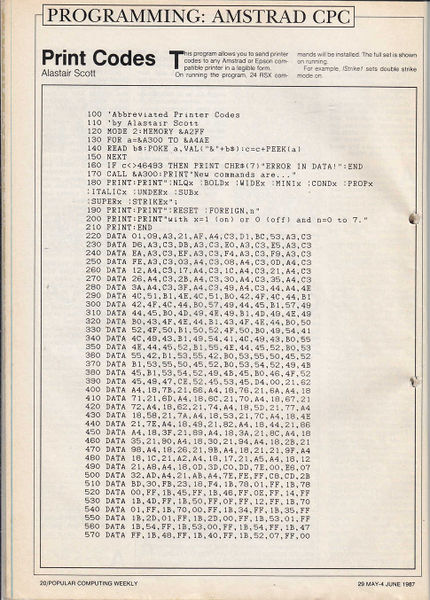 PROGRAMMING: AMSTRAD CPC
Print Codes
Alastair Scott
This program allows you to send printer
codes to any Amstrad or Epson com-
patible printer in a legible form.
On running the program, 24 RSX com-
mands will be installed. The full set is shown
on running.
For example, |Strike1 sets double strike
mode on.
100 'Abbreviated Printer Codes
110 'by Alastair Scott
120 MODE 2:MEMORY &A2FF
130 FOR a=&A300 TO &A4AE
140 READ b$:POKE a,VAL("&"+b$):c=c+PEEK(a)
150 NEXT
160 IF c<>46493 THEN PRINT CHR$(7)"ERROR IN DATA!":END
170 CALL &A300:PRINT"New commands are..."
180 PRINT:PRINT"|NLQx |BOLDx |WIDEx |MINIx |CONDx |PROPx
|ITALICx |UNDERx |SUBx
|SUPERx |STRIKEx";
190 PRINT:PRINT"|RESET |FOREIGN,n"
200 PRINT:PRINT"with x=1 (on) or 0 (off) and n=0 to 7."
210 PRINT:END
220 DATA 01,09,A3,21,AF,A4,C3,D1,BC,53,A3,C3
230 DATA D6,A3,C3,DB,A3,C3,E0,A3,C3,E5,A3,C3
240 DATA EA,A3,C3,EF,A3,C3,F4,A3,C3,F9,A3,C3
250 DATA FE,A3,C3,03,A4,C3,08,A4,C3,0D,A4,C3
260 DATA 12,A4,C3,17,A4,C3,1C,A4,C3,21,A4,C3
270 DATA 26,A4,C3,2B,A4,C3,30,A4,C3,35,A4,C3
280 DATA 3A,A4,C3,3F,A4,C3,49,A4,C3,44,A4,4E
290 DATA 4C,51,B1,4E,4C,51,B0,42,4F,4C,44,B1
300 DATA 42,4F,4C,44,B0,57,49,44,45,B1,57,49
310 DATA 44,45,B0,4D,49,4E,49,B1,4D,49,4E,49
320 DATA B0,43,4F,4E,44,B1,43,4F,4E,44,B0,50
330 DATA 52,4F,50,B1,50,52,4F,50,B0,49,54,41
340 DATA 4C,49,43,B1,49,54,41,4C,49,43,B0,55
350 DATA 4E,44,45,52,B1,55,4E,44,45,52,B0,53
360 DATA 55,42,B1,53,55,42,B0,53,55,50,45,52
370 DATA B1,53,55,50,45,52,B0,53,54,52,49,4B
380 DATA 45,B1,53,54,52,49,4B,45,B0,46,4F,52
390 DATA 45,49,47,CE,52,45,53,45,D4,00,21,62
400 DATA A4,18,7B,21,66,A4,18,76,21,6A,A4,18
410 DATA 71,21,6D,A4,18,6C,21,70,A4,18,67,21
420 DATA 72,A4,18,62,21,74,A4,18,5D,21,77,A4
430 DATA 18,58,21,7A,A4,18,53,21,7C,A4,18,4E
440 DATA 21,7E,A4,18,49,21,82,A4,18,44,21,86
450 DATA A4,18,3F,21,89,A4,18,3A,21,8C,A4,18
460 DATA 35,21,90,A4,18,30,21,94,A4,18,2B,21
470 DATA 98,A4,18,26,21,9B,A4,18,21,21,9F,A4
480 DATA 18,1C,21,A2,A4,18,17,21,A5,A4,18,12
490 DATA 21,A8,A4,18,0D,3D,C0,DD,7E,00,E6,07
500 DATA 32,AD,A4,21,AB,A4,7E,FE,FF,C8,CD,2B
510 DATA BD,30,FB,23,18,F4,1B,78,01,FF,1B,78
520 DATA 00,FF,1B,45,FF,1B,46,FF,0E,FF,14,FF
530 DATA 1B,4D,FF,1B,50,FF,0F,FF,12,FF,1B,70
540 DATA 01,FF,1B,70,00,FF,1B,34,FF,1B,35,FF
550 DATA 1B,2D,01,FF,1B,2D,00,FF,1B,53,01,FF
560 DATA 1B,54,FF,1B,53,00,FF,1B,54,FF,1B,47
570 DATA FF,1B,48,FF,1B,40,FF,1B,52,07,FF,00
20/POPULAR COMPUTING WEEKLY
29 MAY-4 JUNE 1987